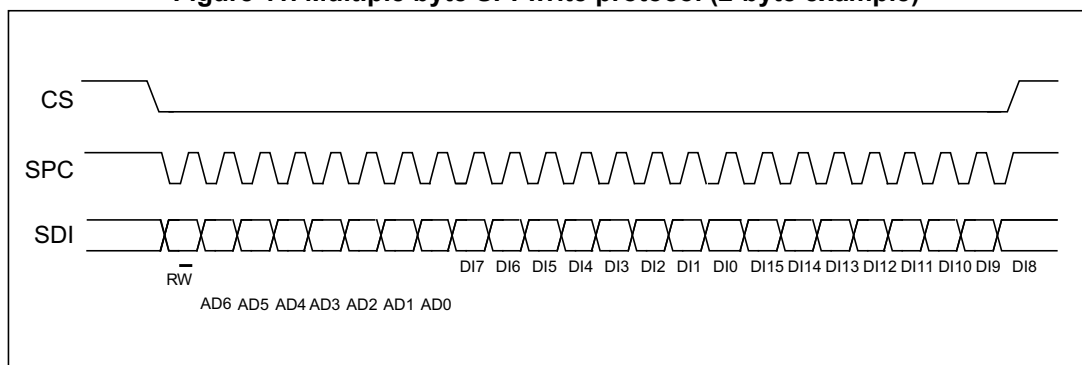 Figure 11. Multiple byte SPI write protocol (2-byte example)
CS
SPC
SDI
DI7 DI6 DI5 DI4 DI3 DI2 DI1 DI0 DI15 DI14 DI13 DI12 DI11 DI10 DI9 DI8
RW̅
AD6 AD5 AD4 AD3 AD2 AD1 AD0